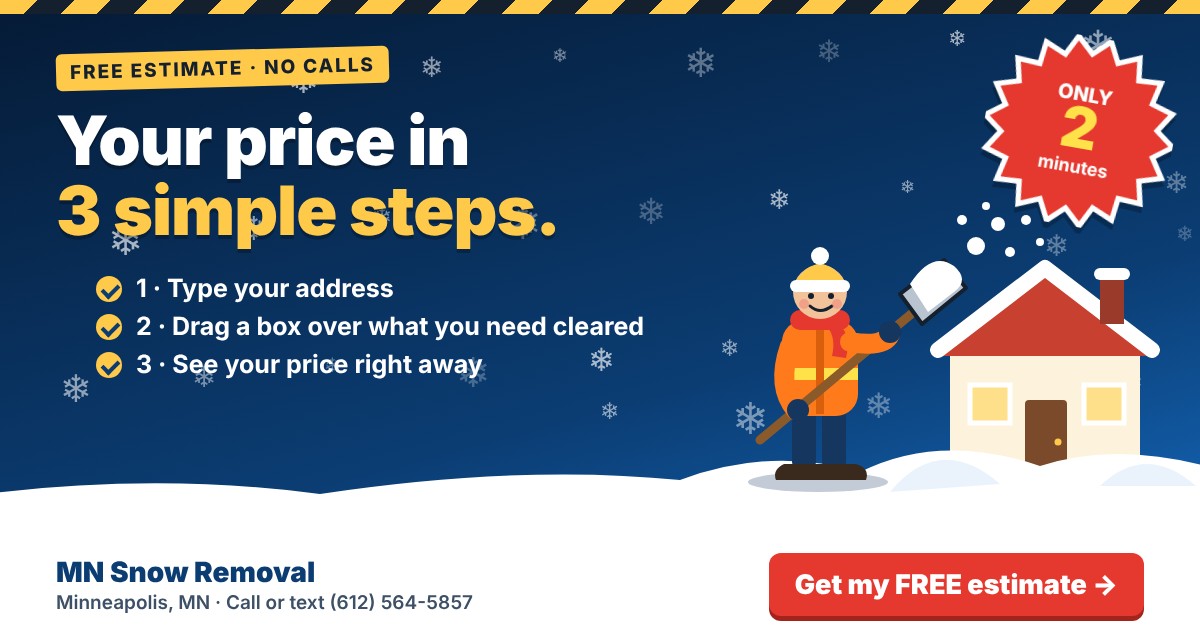 FREE ESTIMATE · NO CALLS
Your price in
3 simple steps.
1 · Type your address
2 · Drag a box over what you need cleared
3 · See your price right away
ONLY
2
minutes
MN Snow Removal
Minneapolis, MN · Call or text (612) 564-5857
Get my FREE estimate →